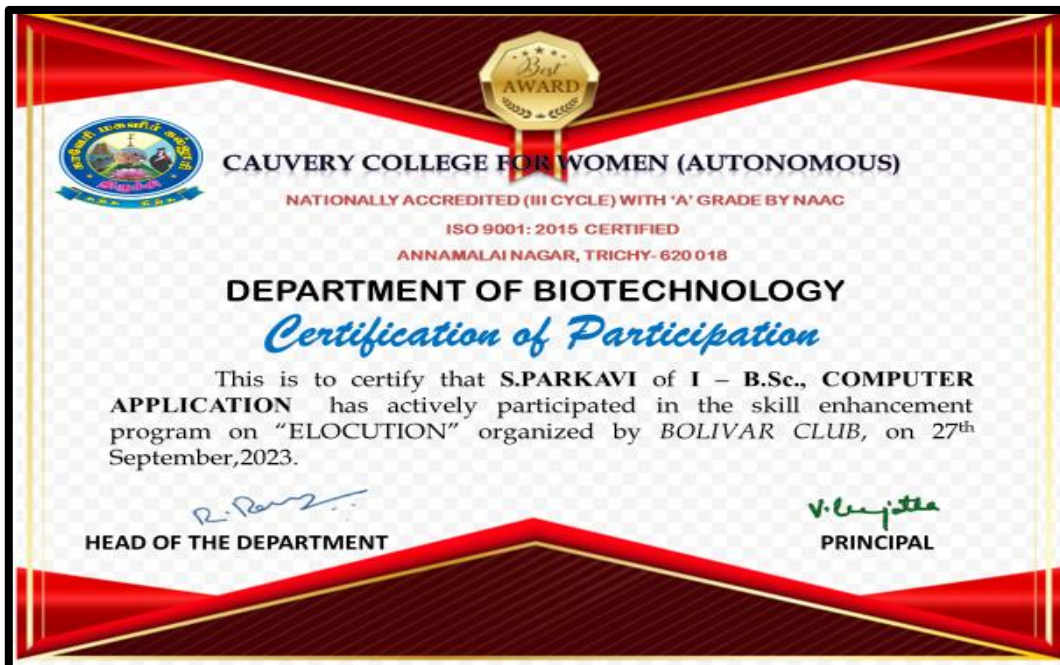 Best
AWARD
காவேரி மகளிர் கல்லூரி
திருச்சி
CAUVERY COLLEGE FOR WOMEN (AUTONOMOUS)
NATIONALLY ACCREDITED (III CYCLE) WITH ‘A’ GRADE BY NAAC
ISO 9001: 2015 CERTIFIED
ANNAMALAI NAGAR, TRICHY- 620 018
DEPARTMENT OF BIOTECHNOLOGY
Certification of Participation
This is to certify that S.PARKAVI of I – B.Sc., COMPUTER
APPLICATION has actively participated in the skill enhancement
program on “ELOCUTION” organized by BOLIVAR CLUB, on 27th
September,2023.
HEAD OF THE DEPARTMENT
PRINCIPAL